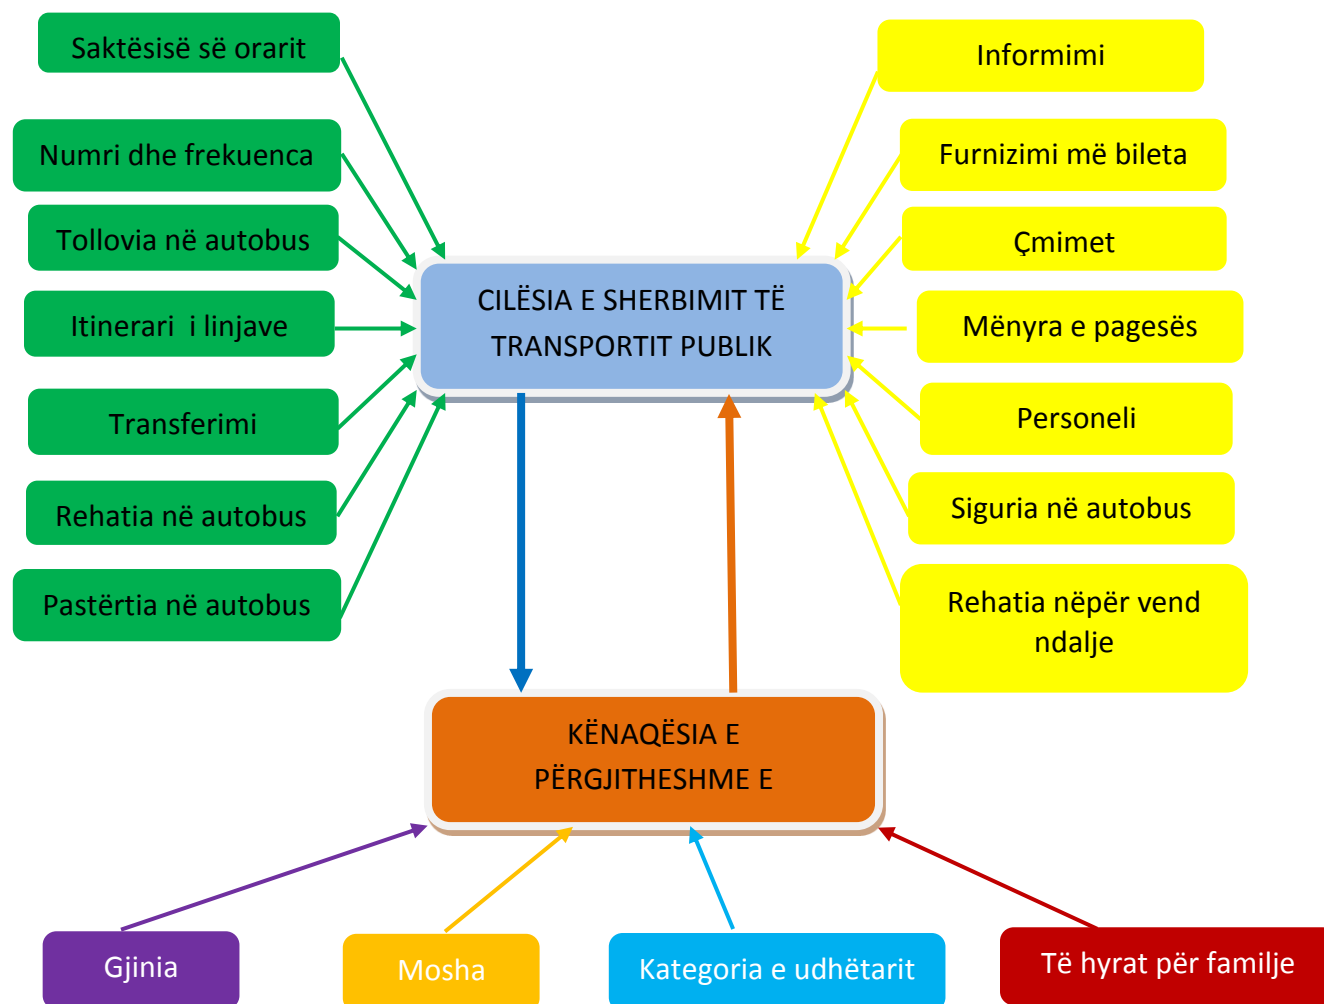 Saktësisë së orarit
Numri dhe frekuenca
Tollovia në autobus
Itinerari i linjave
Transferimi
Rehatia në autobus
Pastërtia në autobus
Informimi
Furnizimi më bileta
Çmimet
Mënyra e pagesës
Personeli
Siguria në autobus
Rehatia nëpër vend
ndalje
CILËSIA E SHERBIMIT TË
TRANSPORTIT PUBLIK
KËNAQËSIA E
PËRGJITHESHME E
Gjinia
Mosha
Kategoria e udhëtarit
Të hyrat për familje